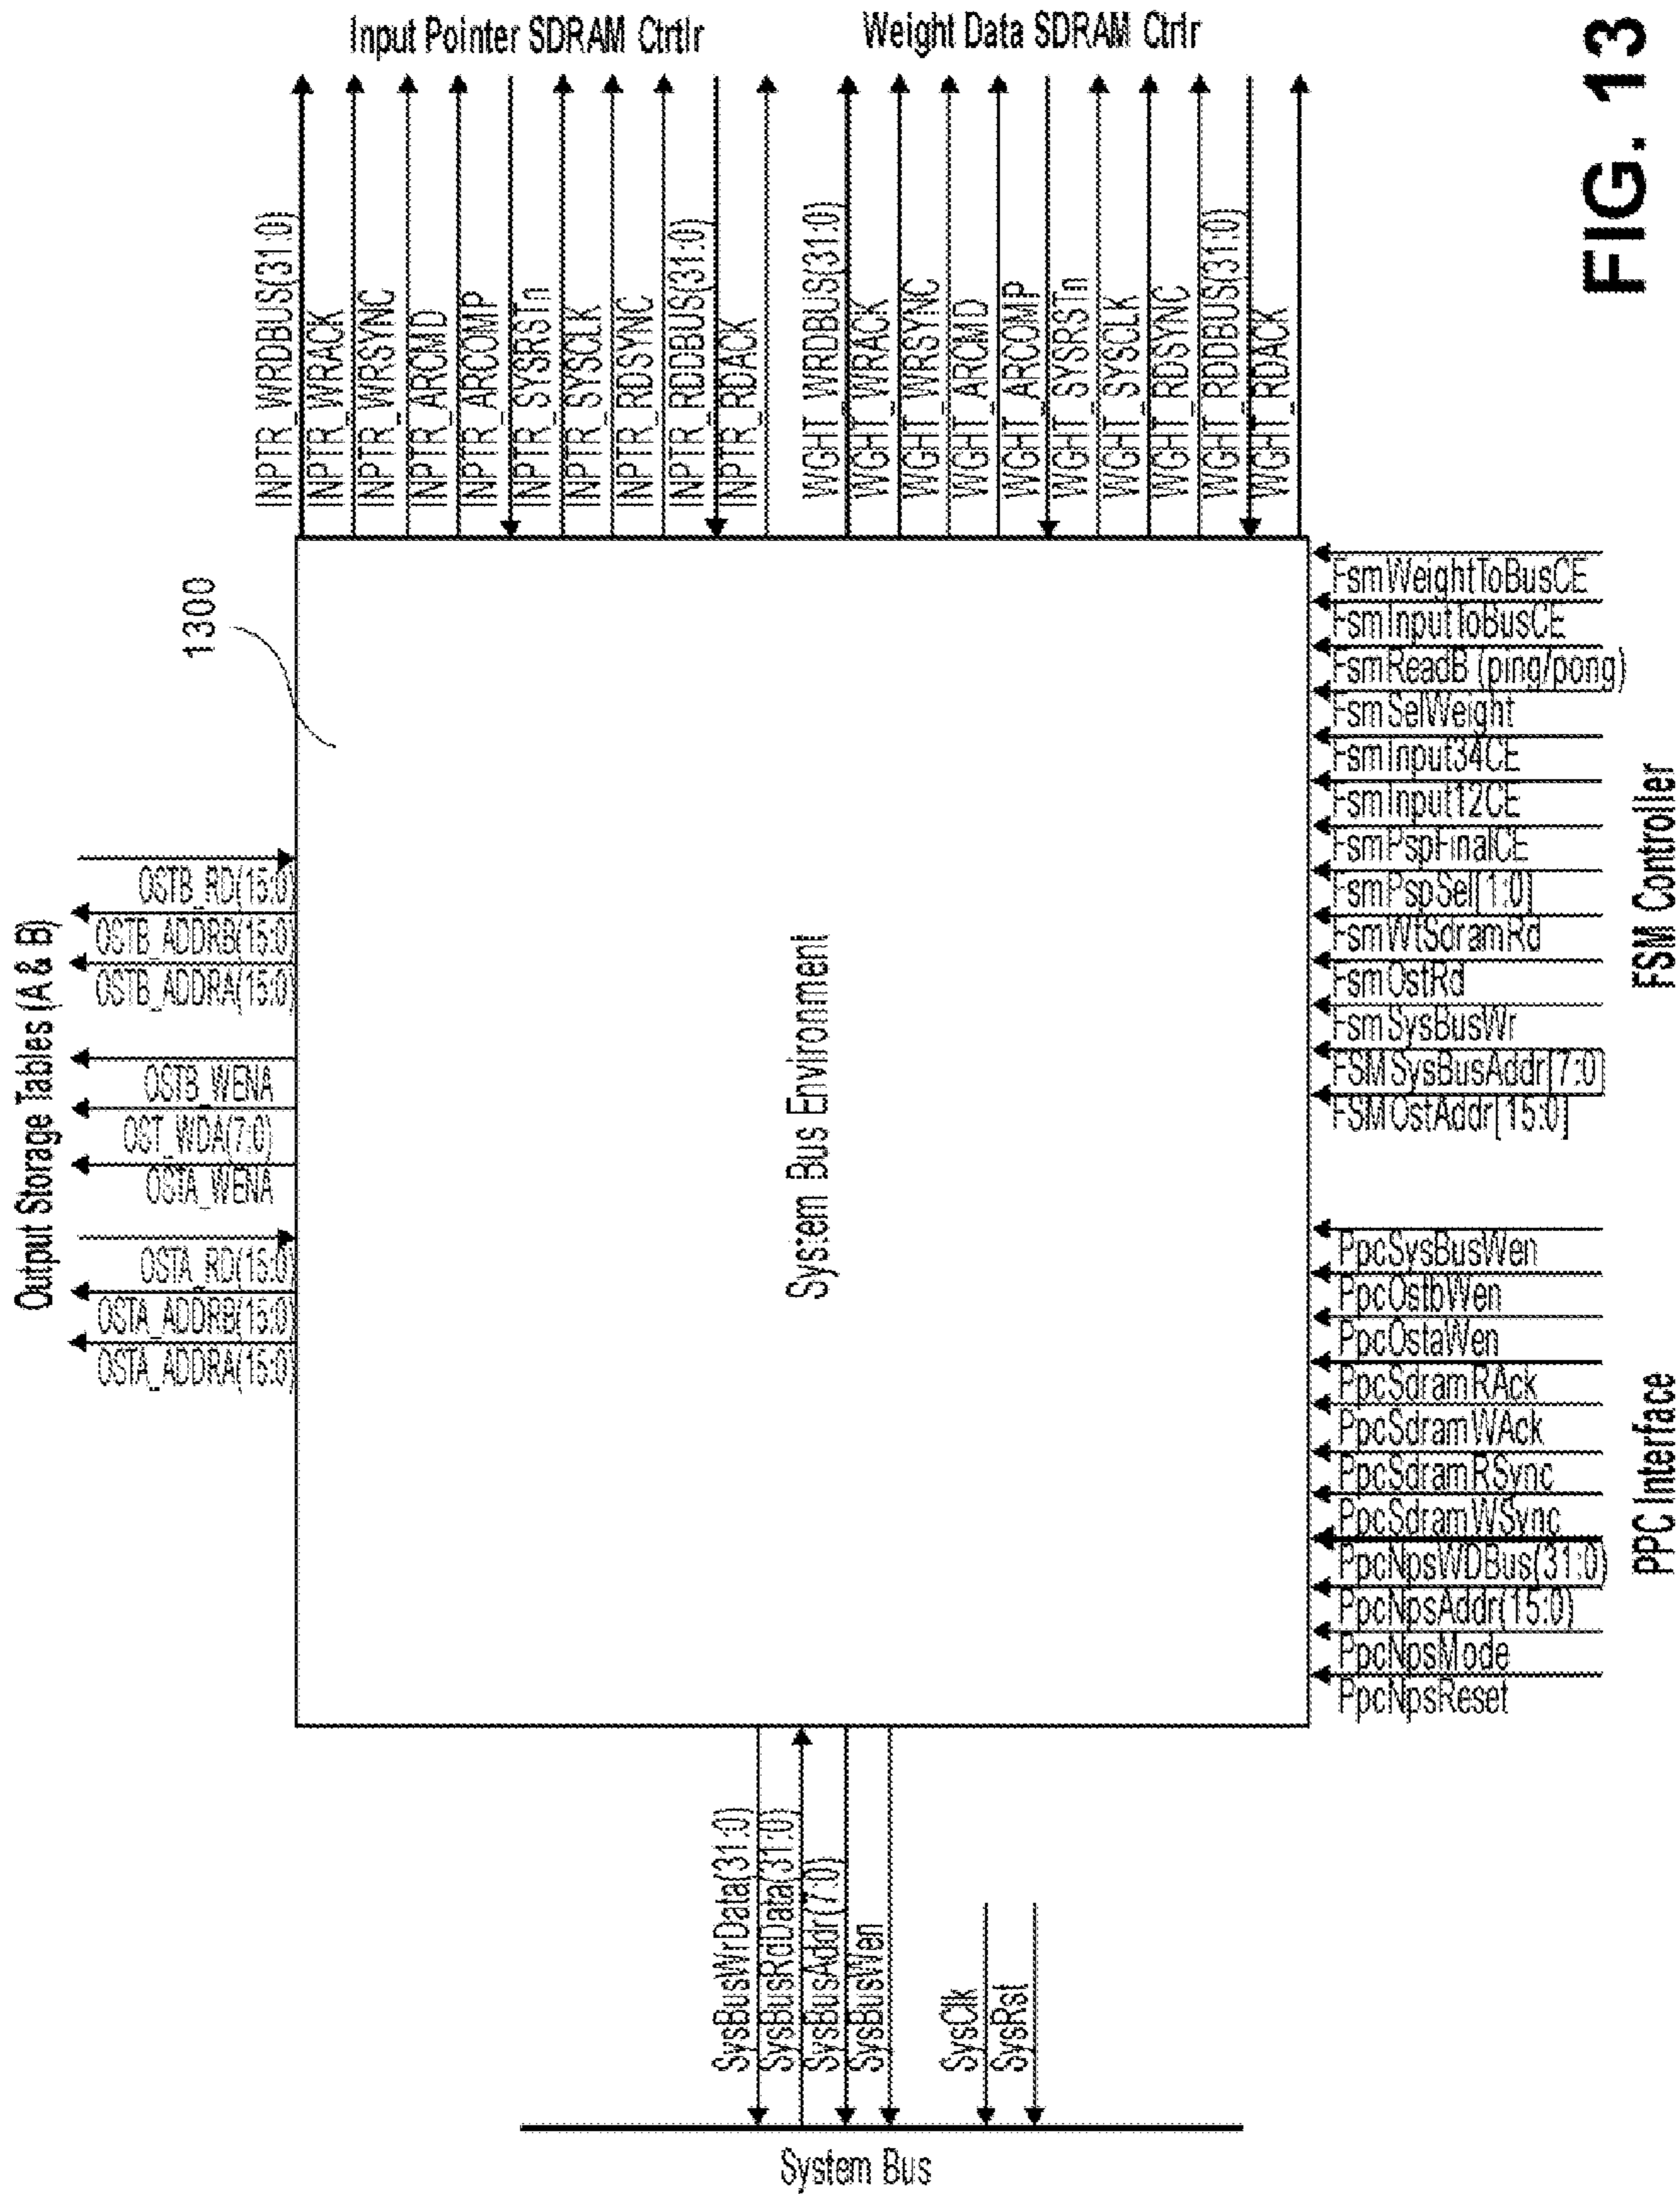 Output Storage Tables (A & B)
OSTA_ADDRA(15:0)
OSTA_ADDRB(15:0)
OSTA_RD(15:0)
OSTA_WENA
OST_WDA(7:0)
OSTB_WENA
OSTB_ADDRA(15:0)
OSTB_ADDRB(15:0)
OSTB_RD(15:0)
1300
System Bus Environment
Input Pointer SDRAM Ctrtlr
INPTR_WRDBUS(31:0)
INPTR_WRACK
INPTR_WRSYNC
INPTR_ARCMD
INPTR_ARCOMP
INPTR_SYSRSTn
INPTR_SYSCLK
INPTR_RDSYNC
INPTR_RDDBUS(31:0)
INPTR_RDACK
Weight Data SDRAM Ctrlr
WGHT_WRDBUS(31:0)
WGHT_WRACK
WGHT_WRSYNC
WGHT_ARCMD
WGHT_ARCOMP
WGHT_SYSRSTn
WGHT_SYSCLK
WGHT_RDSYNC
WGHT_RDDBUS(31:0)
WGHT_RDACK
SysBusWrData(31:0)
SysBusRdData(31:0)
SysBusAddr(7:0)
SysBusWen
SysClk
SysRst
System Bus
PpcNpsReset
PpcNpsMode
PpcNpsAddr(15:0)
PpcNpsWDBus(31:0)
PpcSdramWSync
PpcSdramRSync
PpcSdramWAck
PpcSdramRAck
PpcOstaWen
PpcOstbWen
PpcSysBusWen
PPC Interface
FSMOstAddr[15:0]
FSMSysBusAddr[7:0]
FsmSysBusWr
FsmOstRd
FsmWtSdramRd
FsmPspSel[1:0]
FsmPspFinalCE
FsmInput12CE
FsmInput34CE
FsmSelWeight
FsmReadB (ping/pong)
FsmInputToBusCE
FsmWeightToBusCE
FSM Controller
FIG. 13